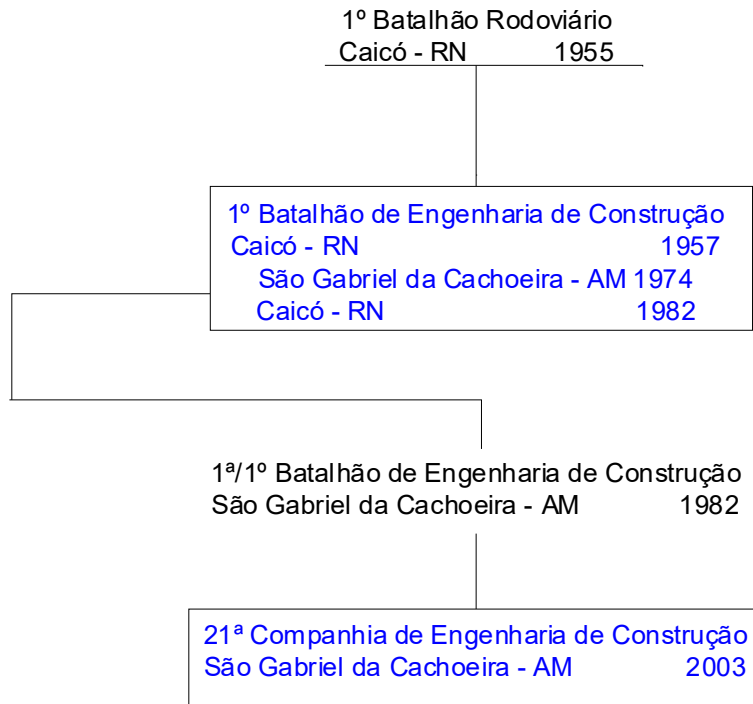 1º Batalhão Rodoviário
Caicó - RN 1955
1º Batalhão de Engenharia de Construção
Caicó - RN 1957
São Gabriel da Cachoeira - AM 1974
Caicó - RN 1982
1ª/1º Batalhão de Engenharia de Construção
São Gabriel da Cachoeira - AM 1982
21ª Companhia de Engenharia de Construção
São Gabriel da Cachoeira - AM 2003